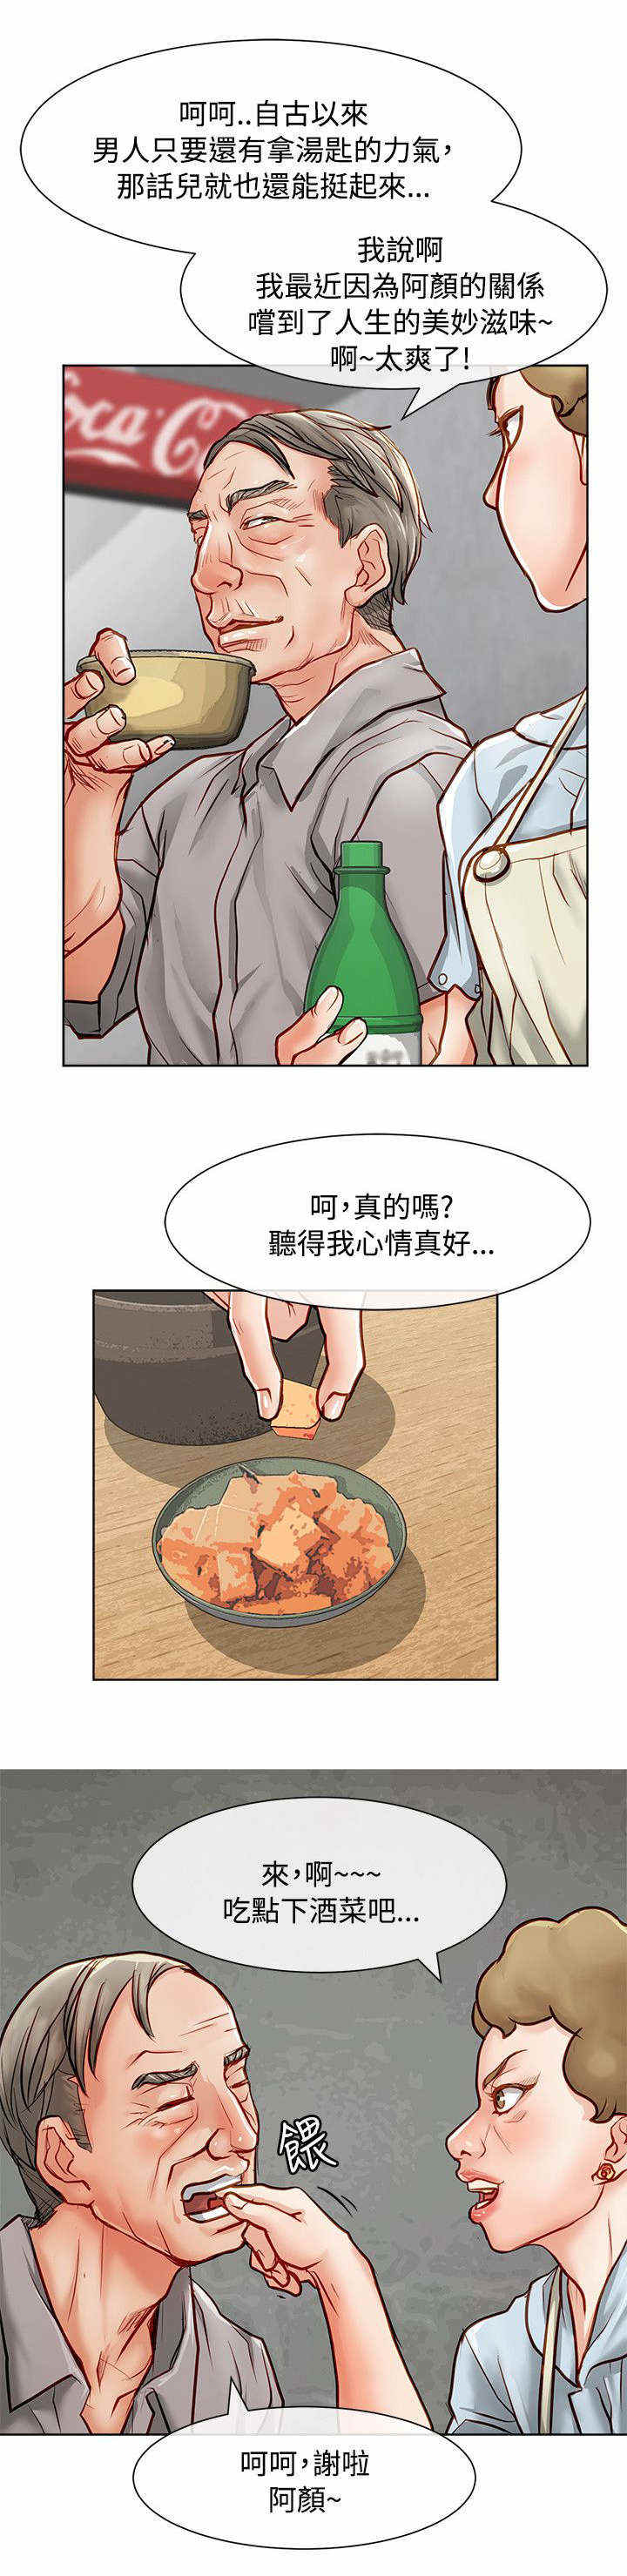 呵呵..自古以來
男人只要還有拿湯匙的力氣,
那話兒就也還能挺起來...
我說啊
我最近因為阿顏的關係
嚐到了人生的美妙滋味~
啊~太爽了!
Coca-Co
呵,真的嗎?
聽得我心情真好...
來,啊~~~
吃點下酒菜吧...
餵
呵呵,謝啦
阿顏~